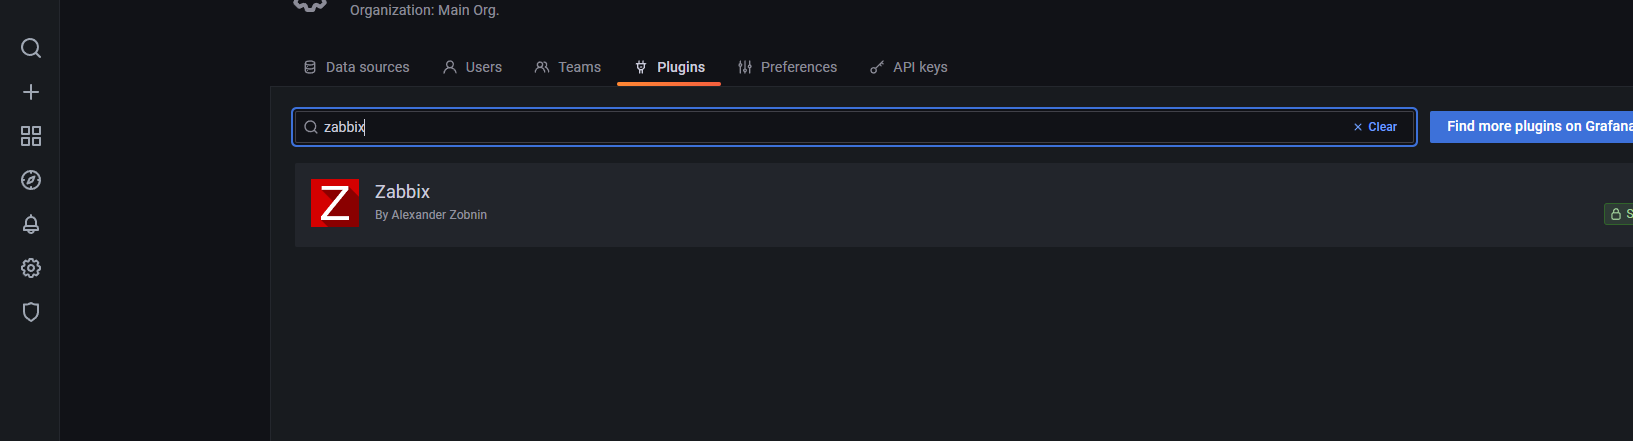 Organization: Main Org.
Data sources
Users
Teams
Plugins
Preferences
API keys
zabbix
Clear
Find more plugins on Grafana
Z
Zabbix
By Alexander Zobnin
S